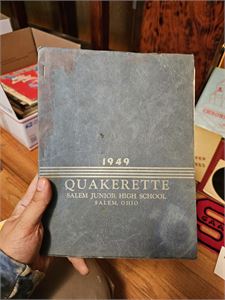 1949
QUAKERETTE
SALEM JUNIOR HIGH SCHOOL
SALEM, OHIO